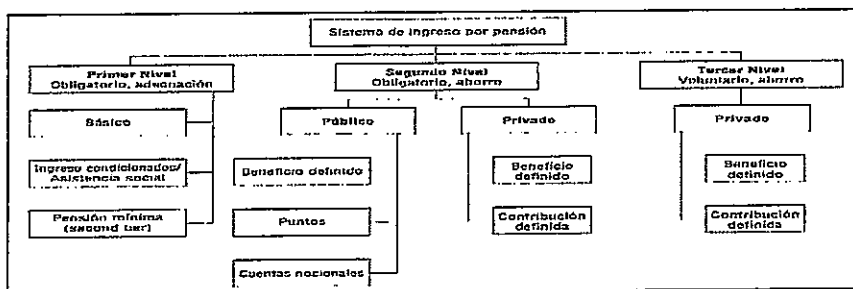 Sistema de ingreso por pensión
Primer Nivel
Obligatorio, adecuación
Segundo Nivel
Obligatorio, ahorro
Tercer Nivel
Voluntario, ahorro
Básico
Público
Privado
Privado
Ingreso condicionados/
Asistencia social
Beneficio definido
Beneficio
definido
Beneficio
definido
Pensión mínima
(second tier)
Puntos
Contribución
definida
Contribución
definida
Cuentas nocionales